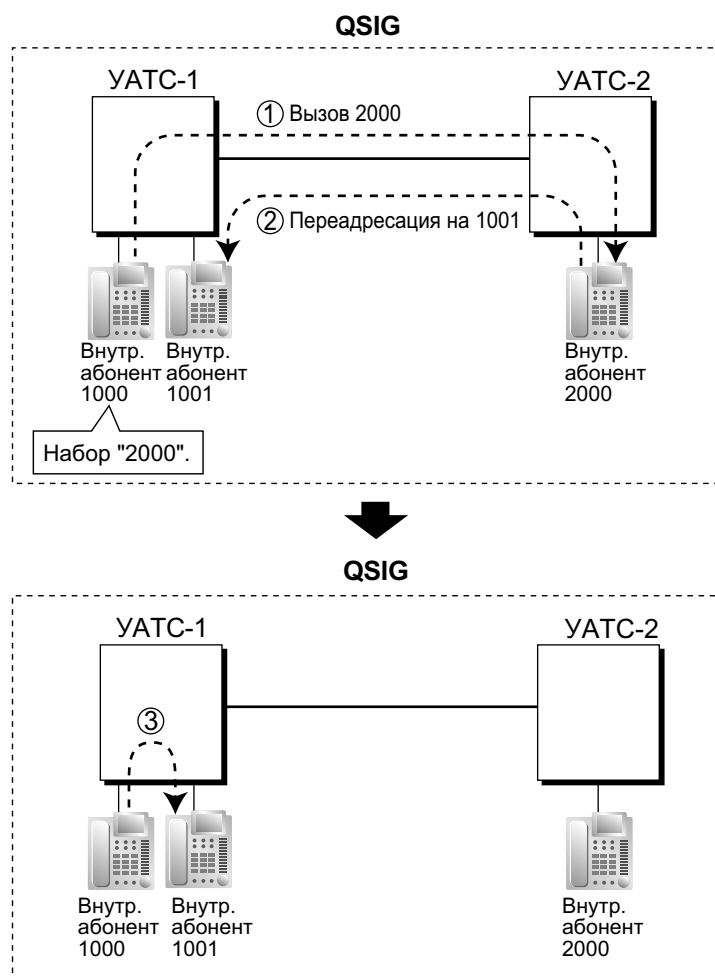 QSIG
УАТС-1
УАТС-2
① Вызов 2000
② Переадресация на 1001
Внутр.
абонент
1000
Внутр.
абонент
1001
Внутр.
абонент
2000
Набор "2000".
QSIG
УАТС-1
УАТС-2
③
Внутр.
абонент
1000
Внутр.
абонент
1001
Внутр.
абонент
2000